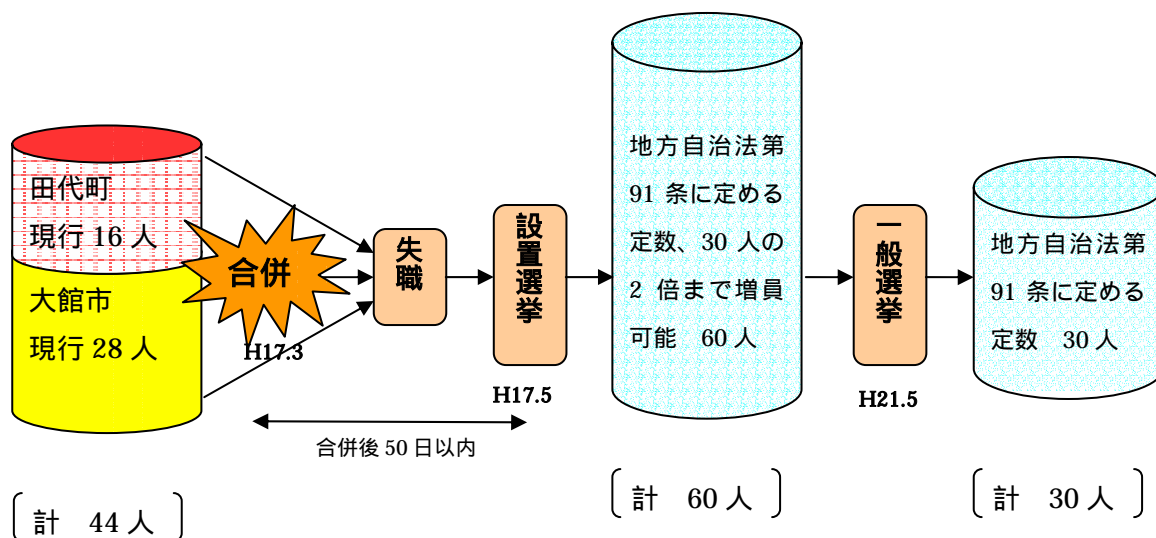 田代町
現行 16 人
大館市
現行 28 人
合併
H17.3
失職
設置選挙
H17.5
合併後 50 日以内
地方自治法第
91 条に定める
定数、30 人の
2 倍まで増員
可能 60 人
一般選挙
H21.5
地方自治法第
91 条に定める
定数 30 人
計 44 人
計 60 人
計 30 人